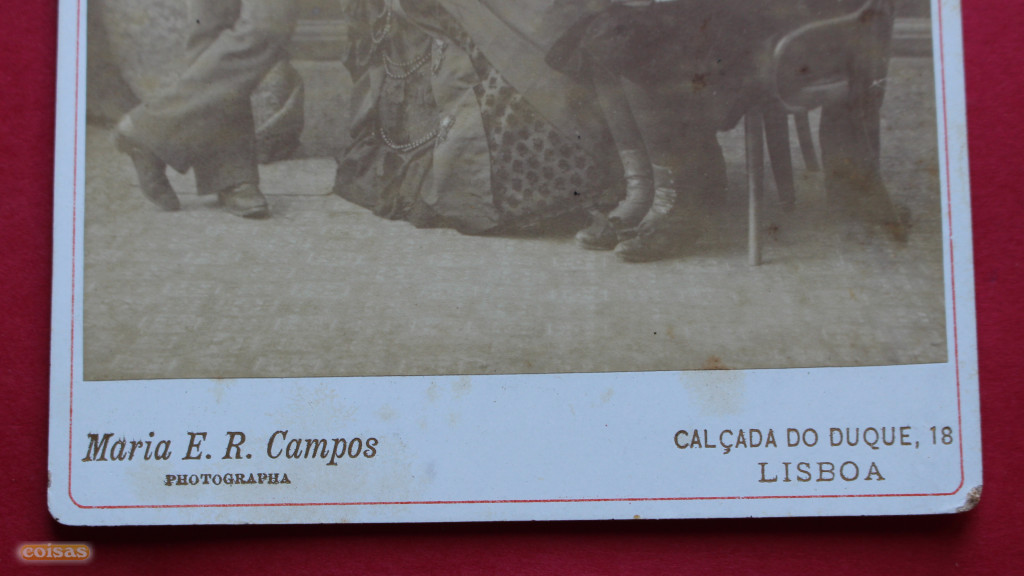 Maria E. R. Campos
PHOTOGRAPHA
CALÇADA DO DUQUE, 18
LISBOA
coisas